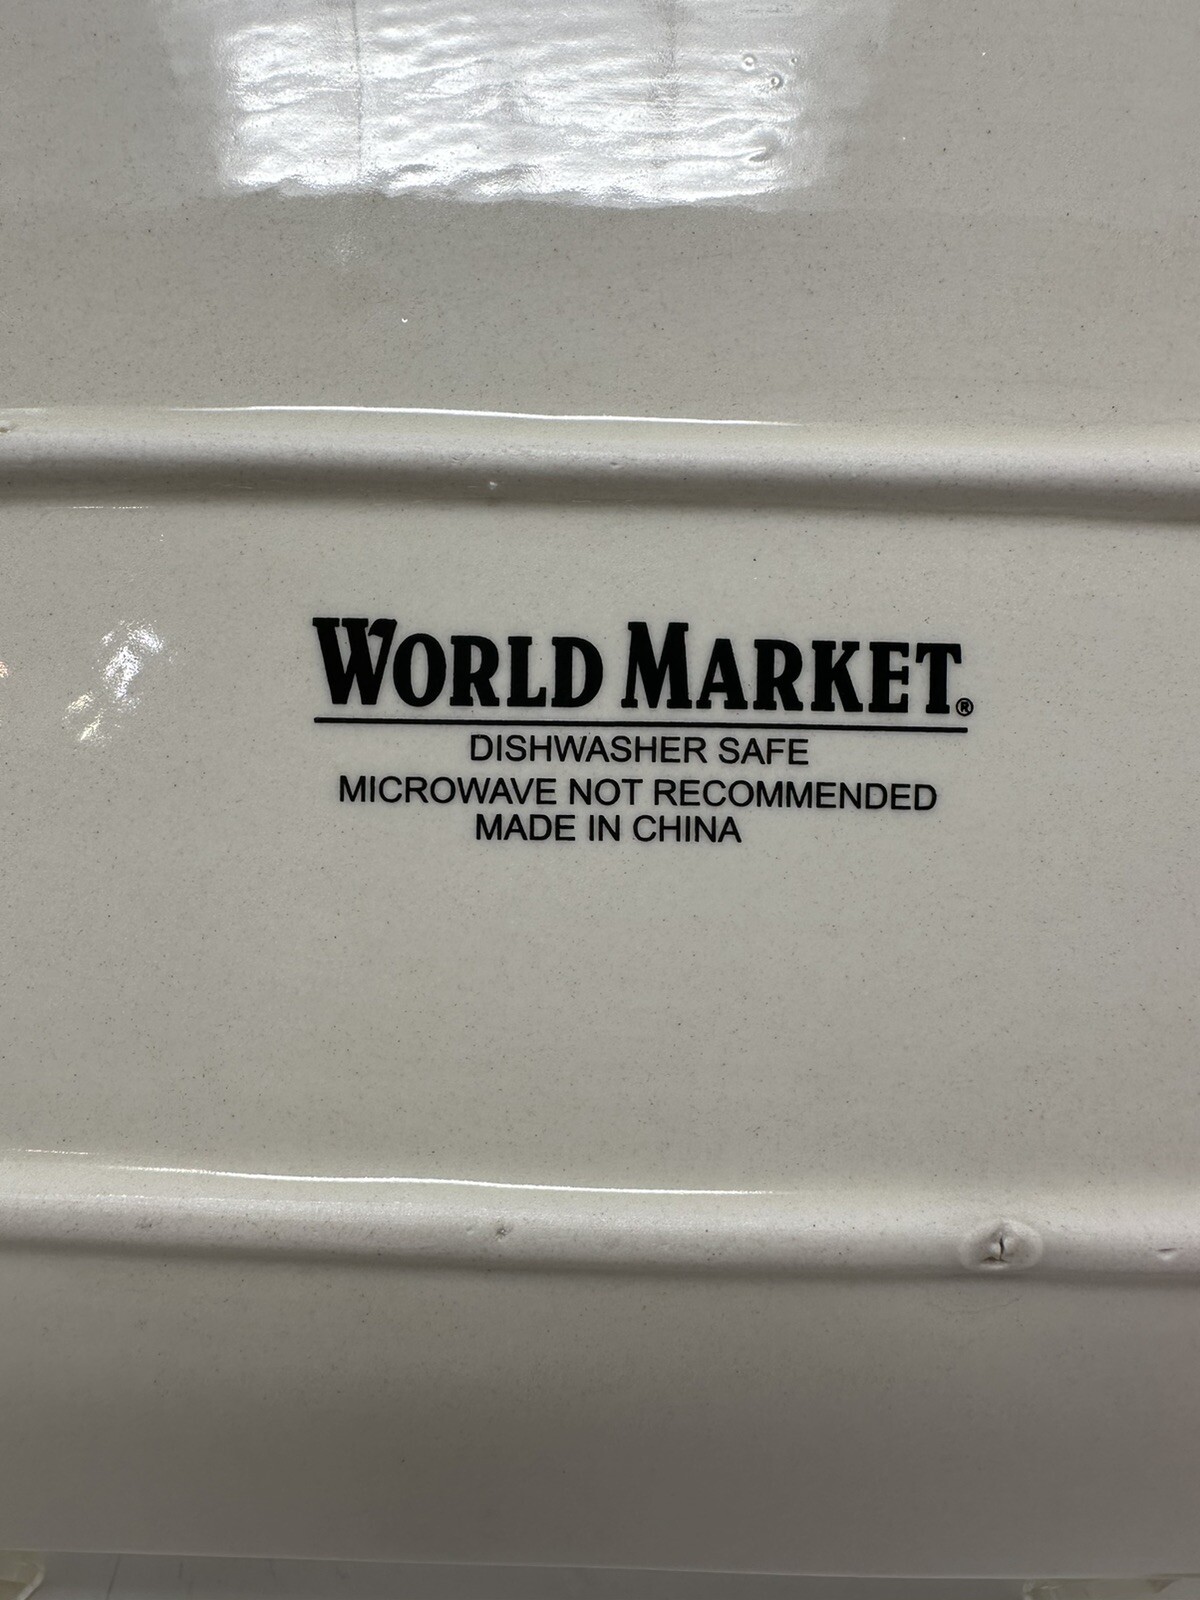 WORLD MARKET®
DISHWASHER SAFE
MICROWAVE NOT RECOMMENDED
MADE IN CHINA